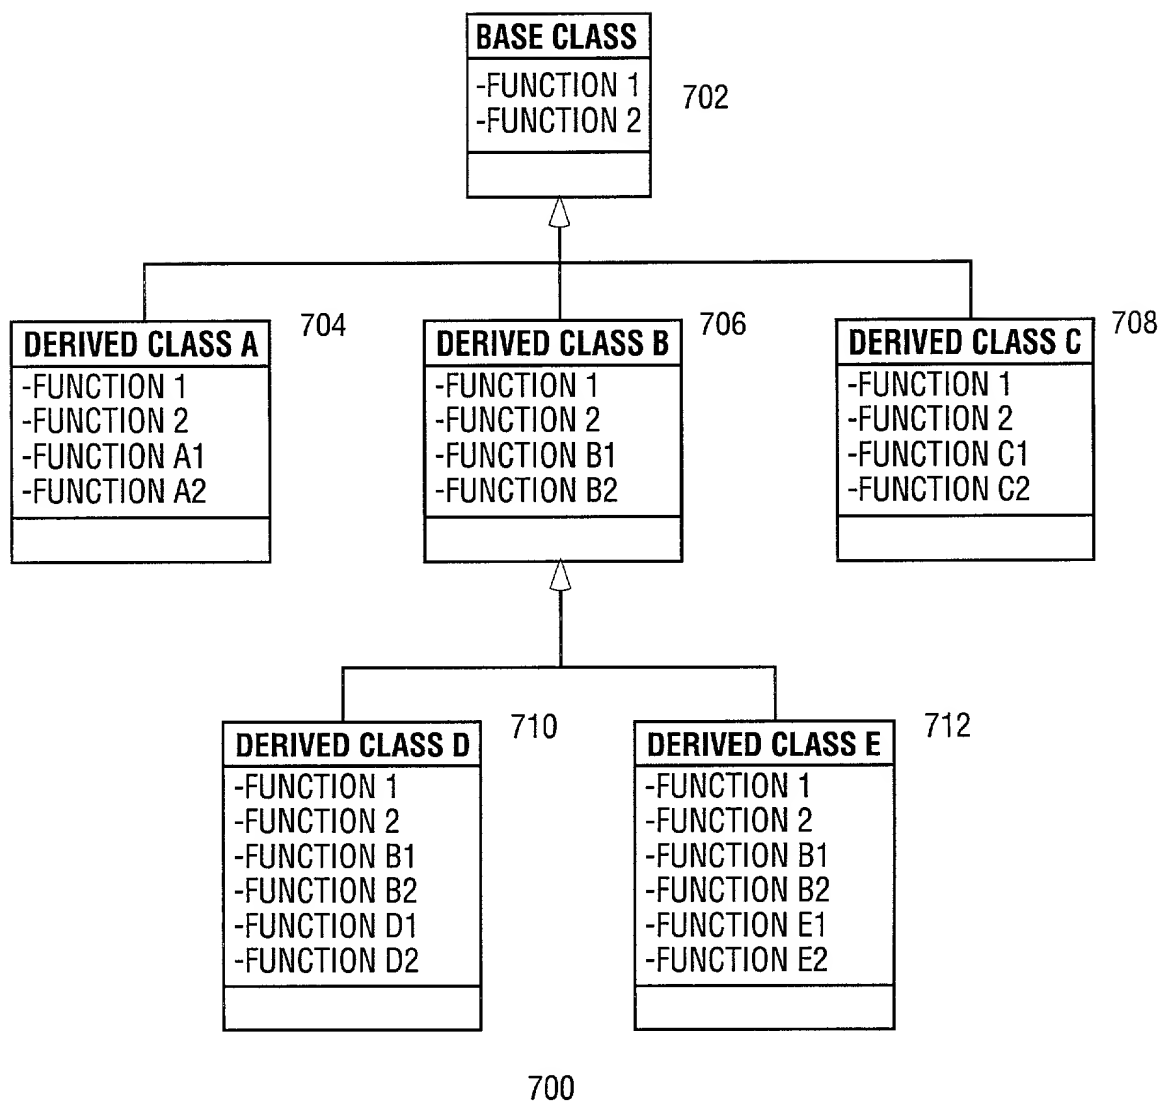 BASE CLASS
-FUNCTION 1
-FUNCTION 2
702
DERIVED CLASS A
-FUNCTION 1
-FUNCTION 2
-FUNCTION A1
-FUNCTION A2
704
DERIVED CLASS B
-FUNCTION 1
-FUNCTION 2
-FUNCTION B1
-FUNCTION B2
706
DERIVED CLASS C
-FUNCTION 1
-FUNCTION 2
-FUNCTION C1
-FUNCTION C2
708
DERIVED CLASS D
-FUNCTION 1
-FUNCTION 2
-FUNCTION B1
-FUNCTION B2
-FUNCTION D1
-FUNCTION D2
710
DERIVED CLASS E
-FUNCTION 1
-FUNCTION 2
-FUNCTION B1
-FUNCTION B2
-FUNCTION E1
-FUNCTION E2
712
700